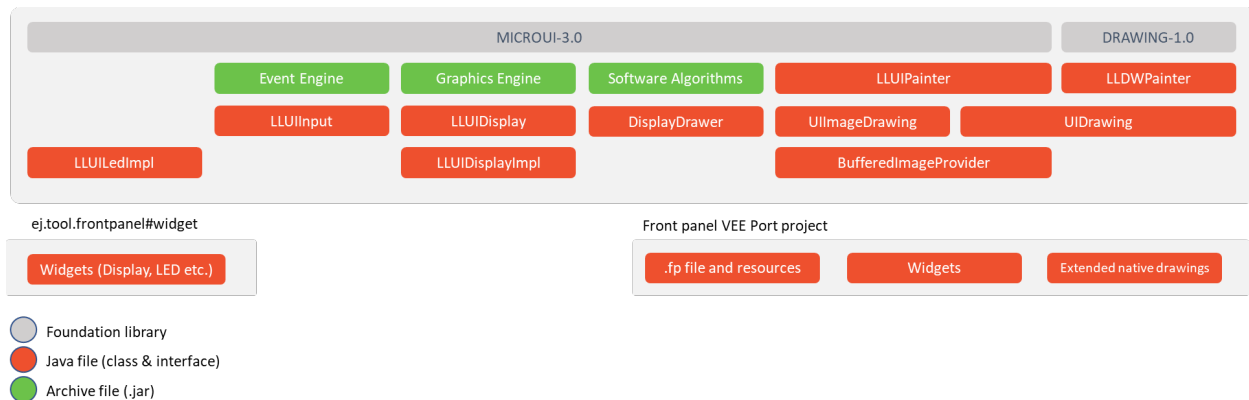 MICROUI-3.0
DRAWING-1.0
Event Engine
Graphics Engine
Software Algorithms
LLUIPainter
LLDWPainter
LLUIInput
LLUIDisplay
DisplayDrawer
UIImageDrawing
UIDrawing
LLUILedImpl
LLUIDisplayImpl
BufferedImageProvider
ej.tool.frontpanel#widget
Front panel VEE Port project
Widgets (Display, LED etc.)
.fp file and resources
Widgets
Extended native drawings
Foundation library
Java file (class & interface)
Archive file (.jar)